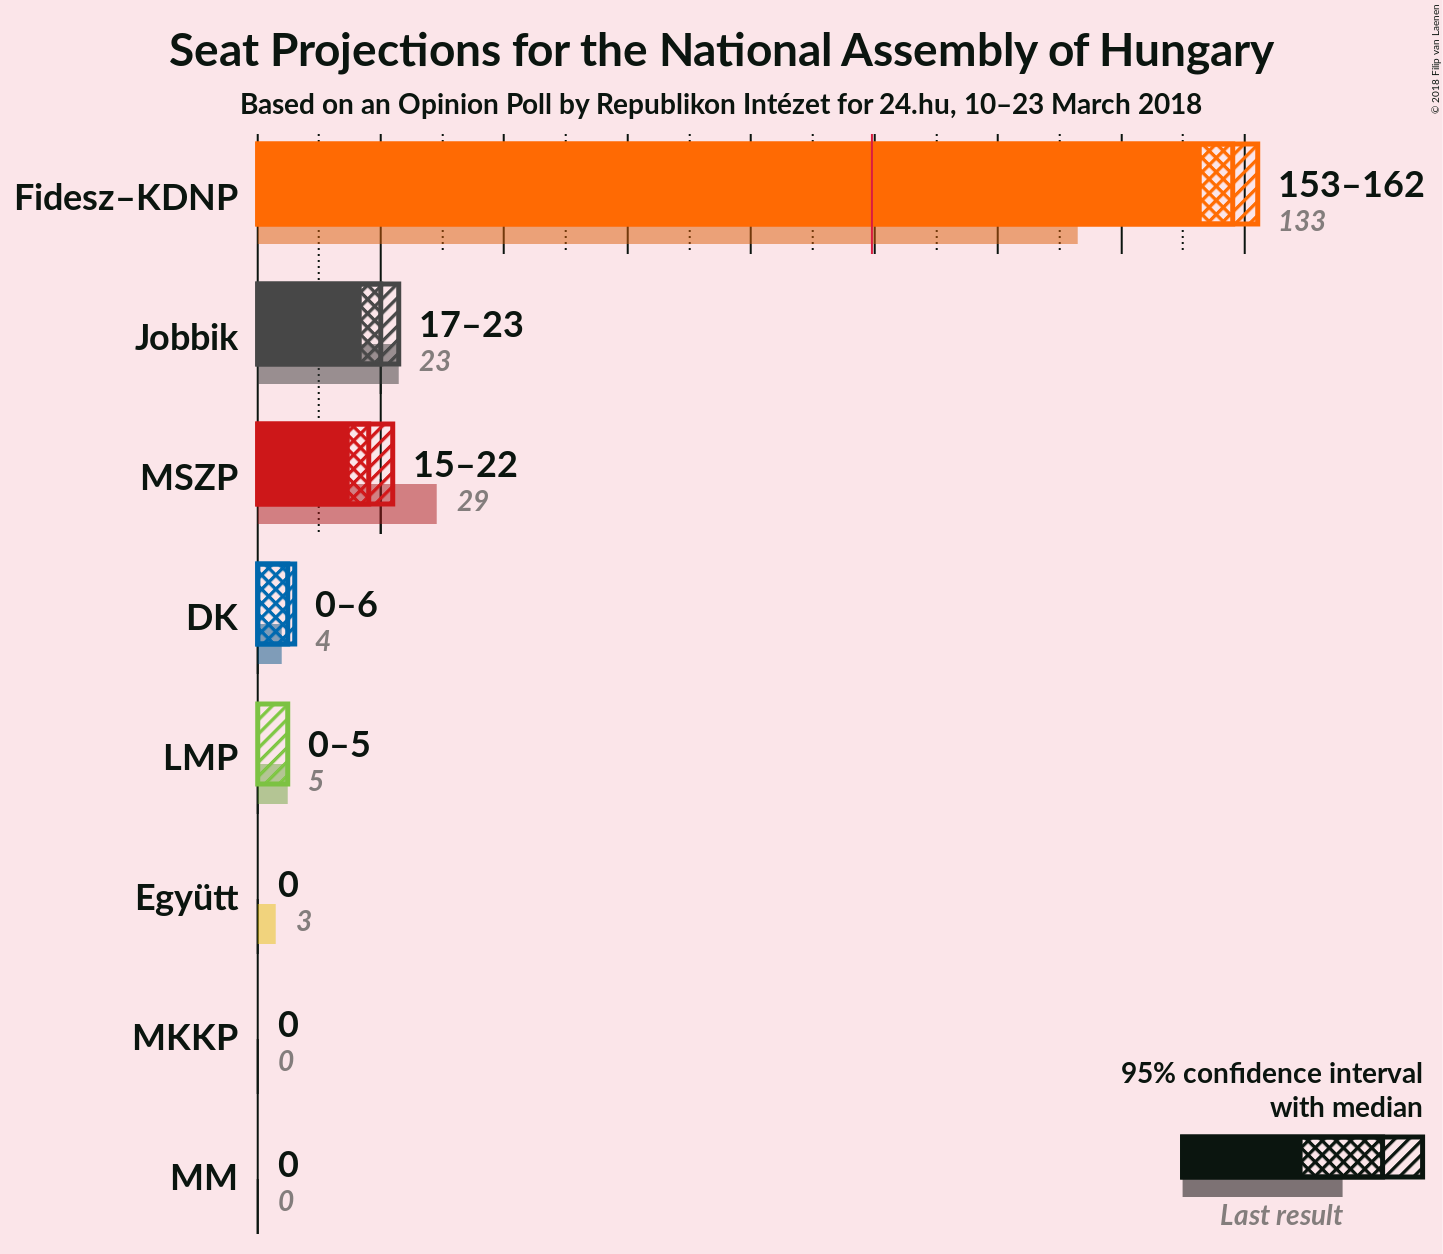 Seat Projections for the National Assembly of Hungary
Based on an Opinion Poll by Republikon Intézet for 24.hu, 10–23 March 2018
© 2018 Filip van Laenen
Fidesz–KDNP
153–162
133
Jobbik
17–23
23
MSZP
15–22
29
DK
0–6
4
LMP
0–5
5
Együtt
0
3
MKKP
0
0
MM
0
0
95% confidence interval
with median
Last result